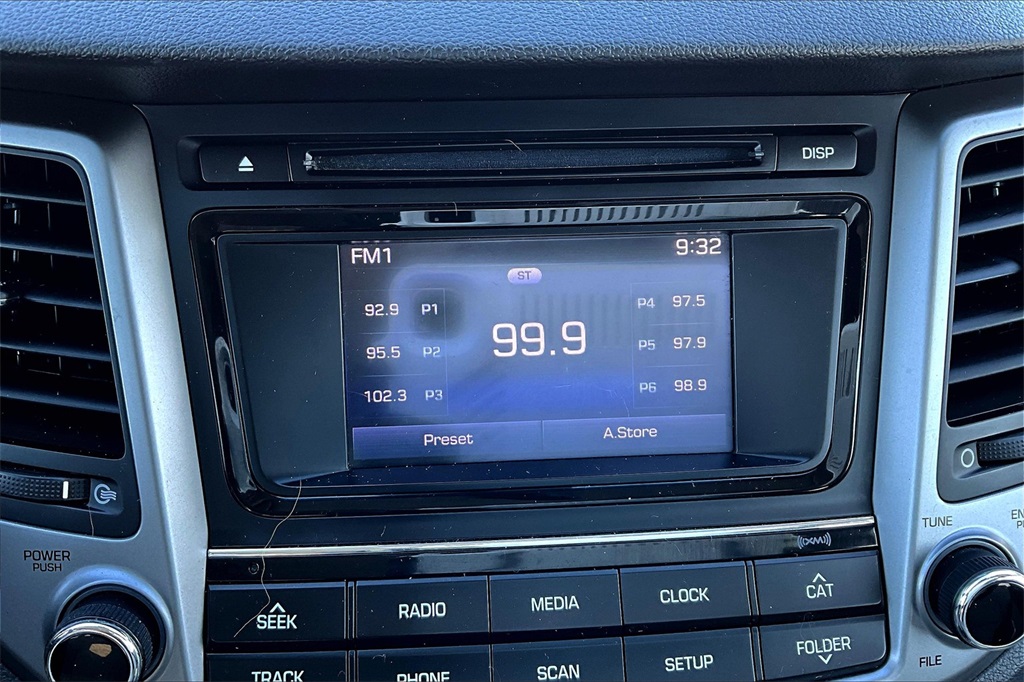 DISP
FM1 9:32
ST
92.9 P1
95.5 P2
102.3 P3
99.9
P4 97.5
P5 97.9
P6 98.9
Preset A.Store
POWER
PUSH
((XM))
TUNE
SEEK RADIO MEDIA CLOCK CAT
TRACK PHONE SCAN SETUP FOLDER
FILE